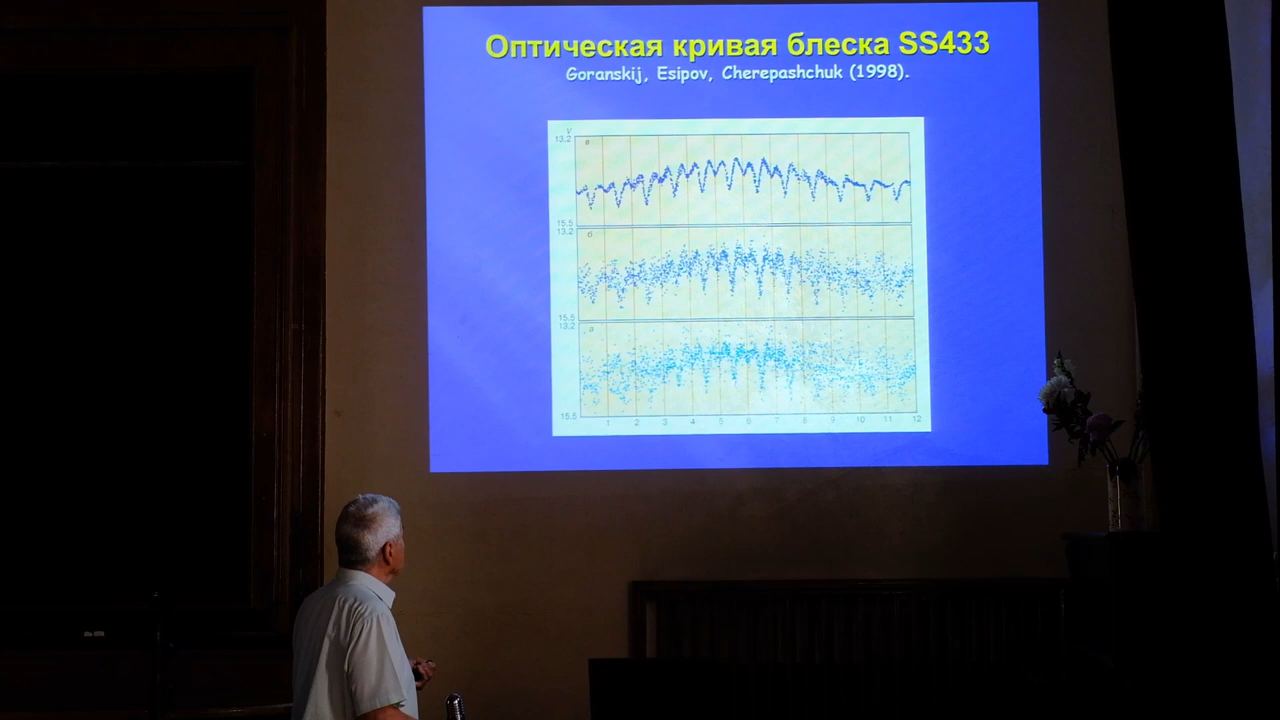 Оптическая кривая блеска SS433
Goranskij, Esipov, Cherepashchuk (1998).
V
13.2
а
15.5
13.2
б
15.5
13.2
в
15.5
1 2 3 4 5 6 7 8 9 10 11 12